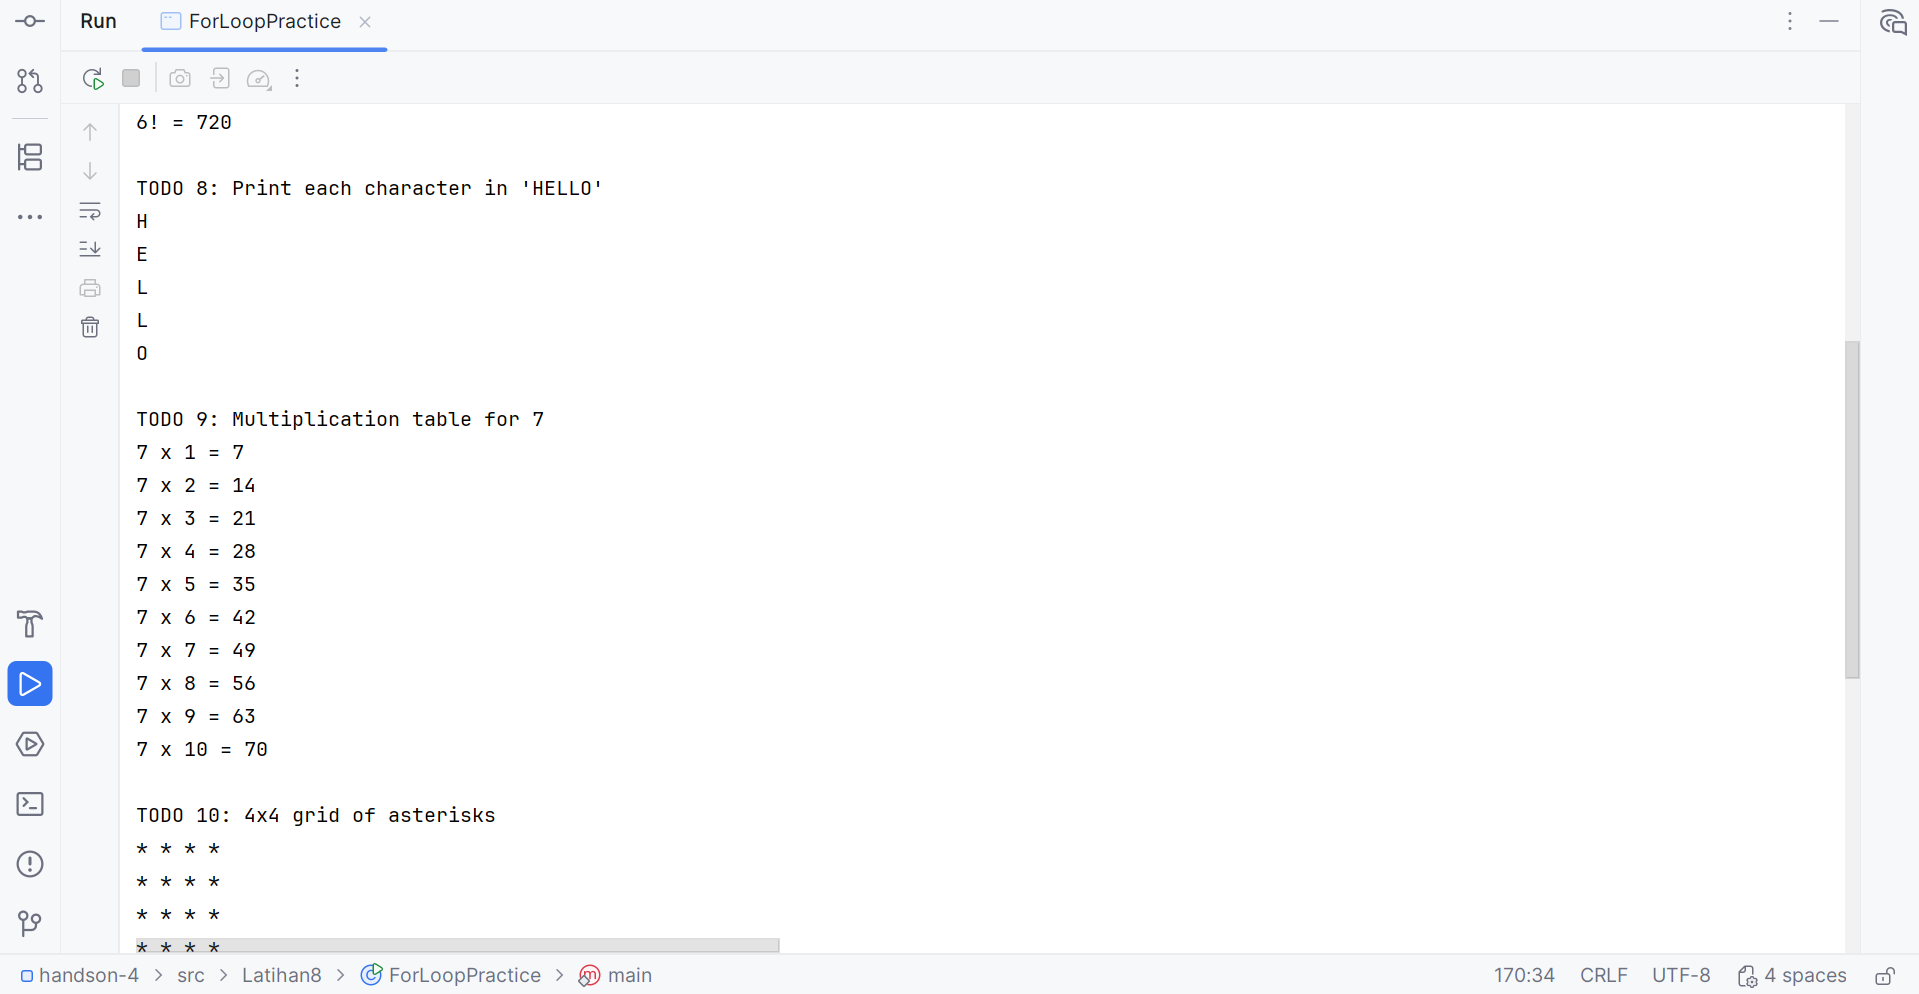 Run ForLoopPractice
6! = 720
TODO 8: Print each character in 'HELLO'
H
E
L
L
O
TODO 9: Multiplication table for 7
7 x 1 = 7
7 x 2 = 14
7 x 3 = 21
7 x 4 = 28
7 x 5 = 35
7 x 6 = 42
7 x 7 = 49
7 x 8 = 56
7 x 9 = 63
7 x 10 = 70
TODO 10: 4x4 grid of asterisks
* * * *
* * * *
* * * *
* * * *
handson-4 > src > Latihan8 > ForLoopPractice > main 170:34 CRLF UTF-8 4 spaces